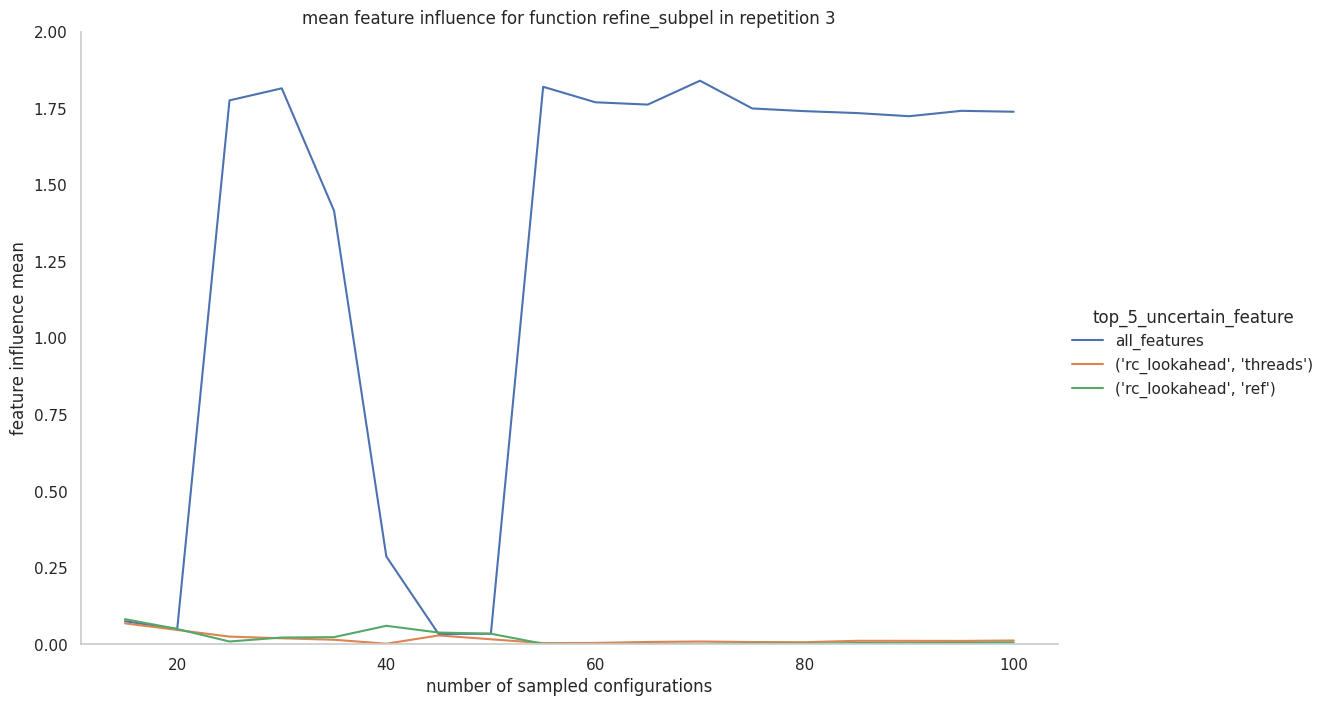 mean feature influence for function refine_subpel in repetition 3
2.00
1.75
1.50
1.25
1.00
0.75
0.50
0.25
0.00
feature influence mean
20
40
60
80
100
number of sampled configurations
top_5_uncertain_feature
all_features
('rc_lookahead', 'threads')
('rc_lookahead', 'ref')